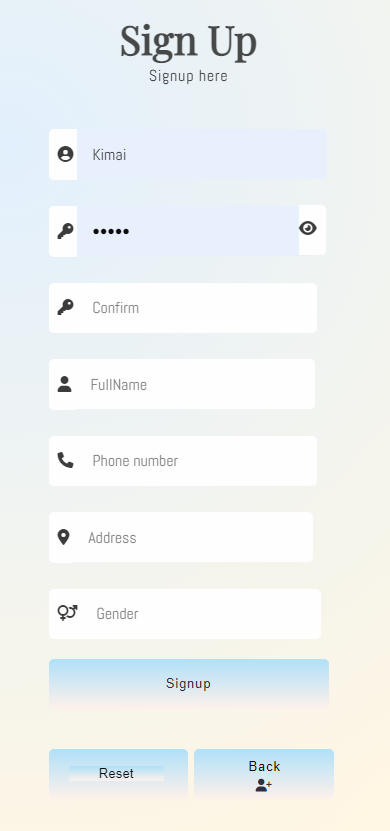 Sign Up
Signup here
Kimai
•••••
Confirm
FullName
Phone number
Address
Gender
Signup
Reset
Back